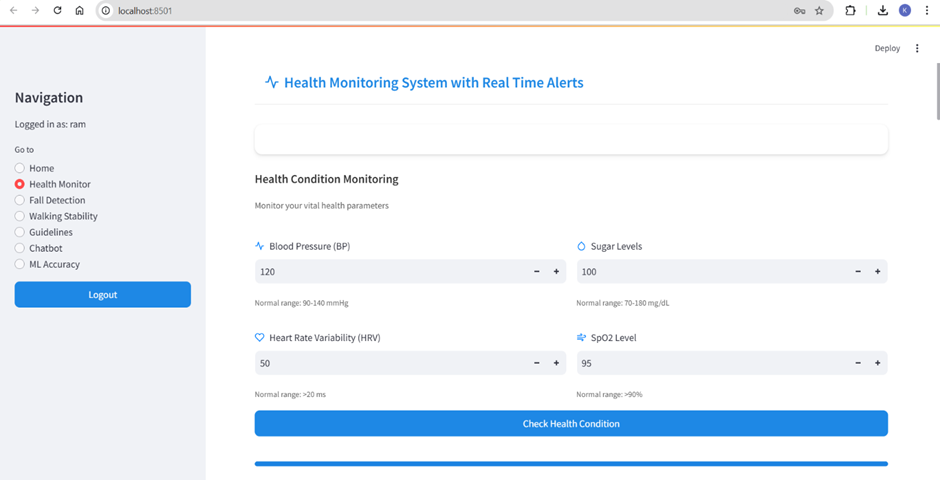 localhost:8501
K
Deploy
Navigation
Logged in as: ram
Go to
Home
Health Monitor
Fall Detection
Walking Stability
Guidelines
Chatbot
ML Accuracy
Logout
Health Monitoring System with Real Time Alerts
Health Condition Monitoring
Monitor your vital health parameters
Blood Pressure (BP)
120
Normal range: 90-140 mmHg
Sugar Levels
100
Normal range: 70-180 mg/dL
Heart Rate Variability (HRV)
50
Normal range: >20 ms
SpO2 Level
95
Normal range: >90%
Check Health Condition